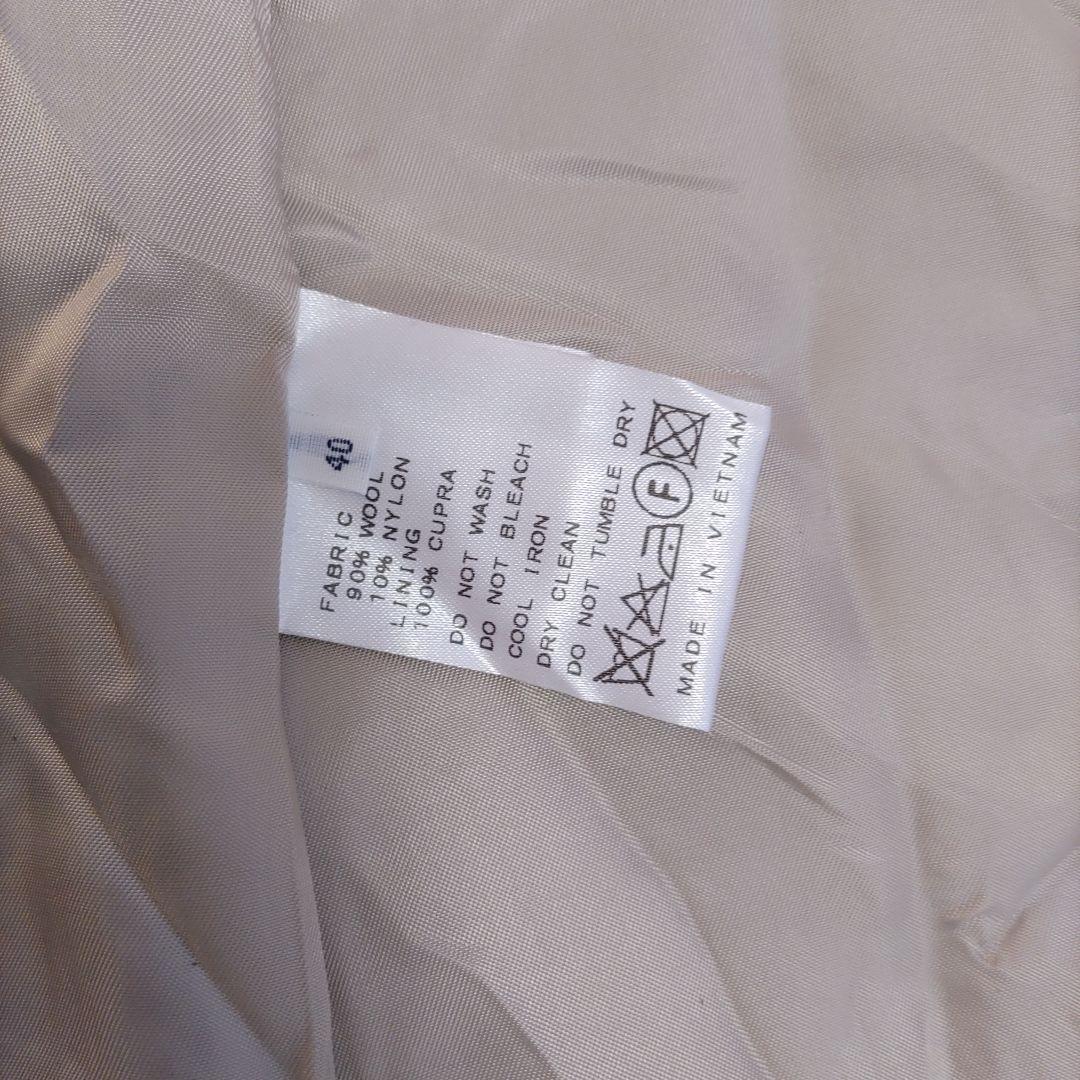 40
FABRIC
90% WOOL
10% NYLON
LINING
100% CUPRA
DO NOT WASH
DO NOT BLEACH
COOL IRON
DRY CLEAN
DO NOT TUMBLE DRY
F
MADE IN VIETNAM